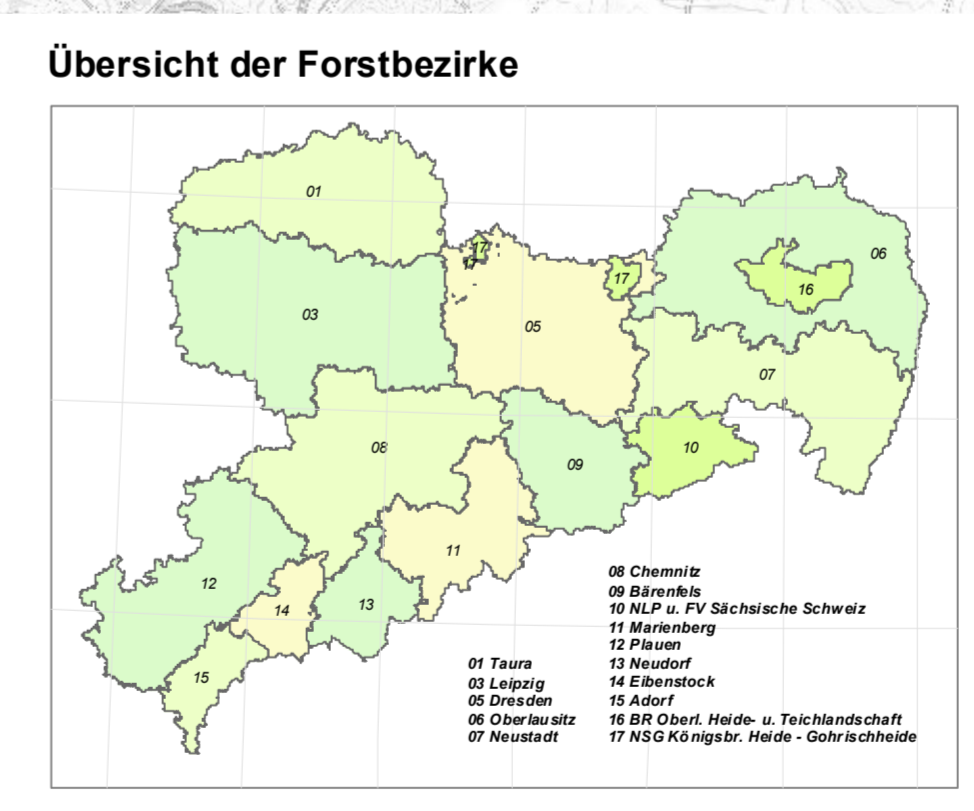 Übersicht der Forstbezirke
01
17
17
06
17
16
03
05
07
08
10
09
11
12
14
13
15
01 Taura
03 Leipzig
05 Dresden
06 Oberlausitz
07 Neustadt
08 Chemnitz
09 Bärenfels
10 NLP u. FV Sächsische Schweiz
11 Marienberg
12 Plauen
13 Neudorf
14 Eibenstock
15 Adorf
16 BR Oberl. Heide- u. Teichlandschaft
17 NSG Königsbr. Heide - Gohrischheide